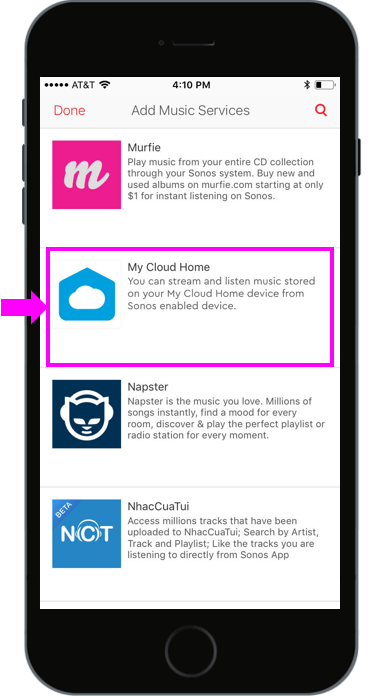 AT&T 4:10 PM
Done Add Music Services
Murfie
Play music from your entire CD collection
through your Sonos system. Buy new and
used albums on murfie.com starting at only
$1 for instant listening on Sonos.
m
My Cloud Home
You can stream and listen music stored
on your My Cloud Home device from
Sonos enabled device.
Napster
Napster is the music you love. Millions of
songs instantly, find a mood for every
room, discover & play the perfect playlist or
radio station for every moment.
BETA
NCT
NhacCuaTui
Access millions tracks that have been
uploaded to NhacCuaTui; Search by Artist,
Track and Playlist; Like the tracks you are
listening to directly from Sonos App